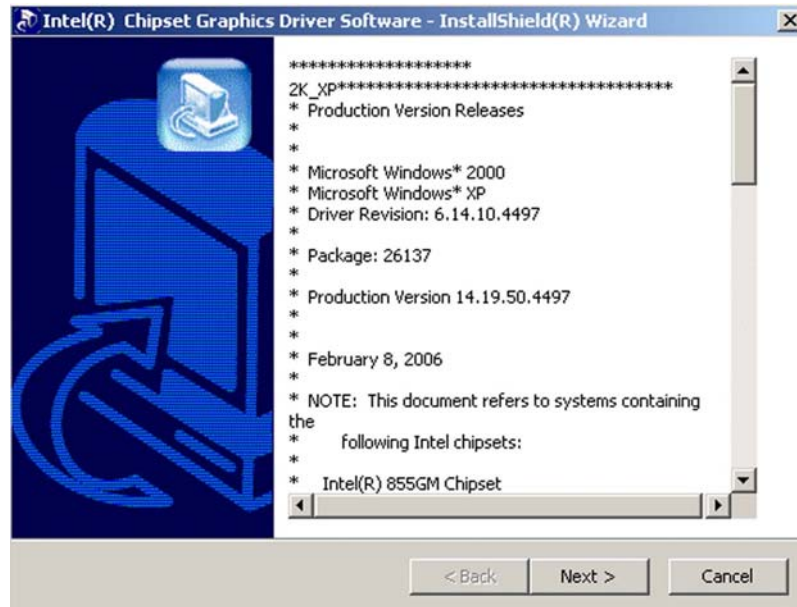 Intel(R) Chipset Graphics Driver Software - InstallShield(R) Wizard
*******************
2K_XP***********************************
* Production Version Releases
*
*
* Microsoft Windows* 2000
* Microsoft Windows* XP
* Driver Revision: 6.14.10.4497
*
* Package: 26137
*
* Production Version 14.19.50.4497
*
*
* February 8, 2006
*
* NOTE: This document refers to systems containing
the
* following Intel chipsets:
*
* Intel(R) 855GM Chipset
< Back
Next >
Cancel